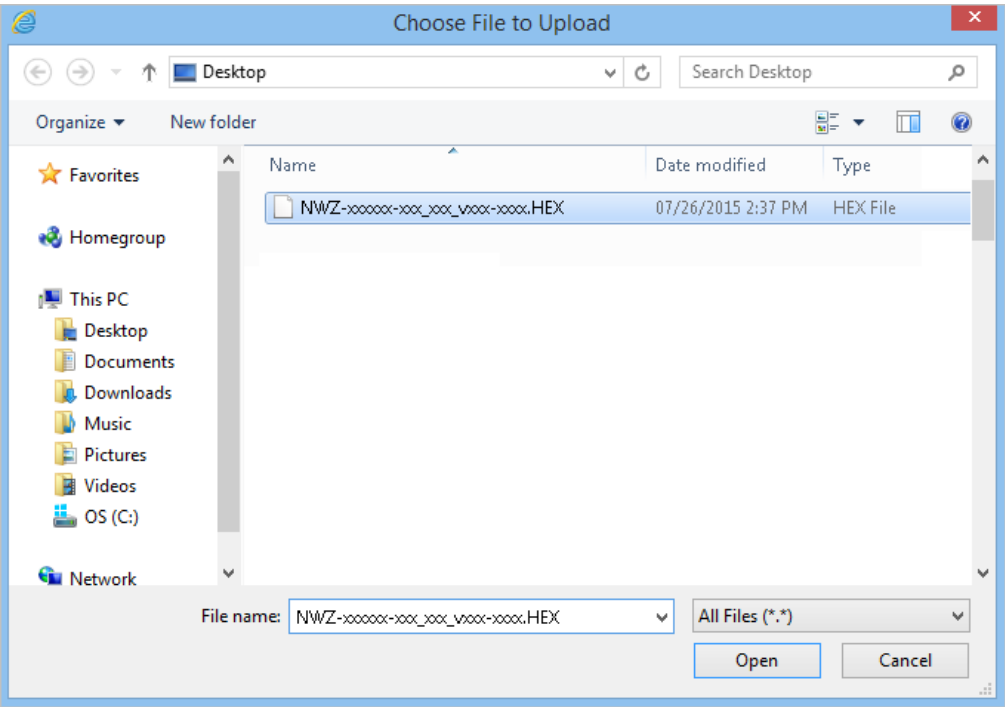 Choose File to Upload
Desktop
Search Desktop
Organize New folder
Name Date modified Type
NWZ-xxxxxx-xxx_xxx_vxxx-xxxx.HEX 07/26/2015 2:37 PM HEX File
Favorites
Homegroup
This PC
Desktop
Documents
Downloads
Music
Pictures
Videos
OS (C:)
Network
File name: NWZ-xxxxxx-xxx_xxx_vxxx-xxxx.HEX All Files (*.*)
Open Cancel